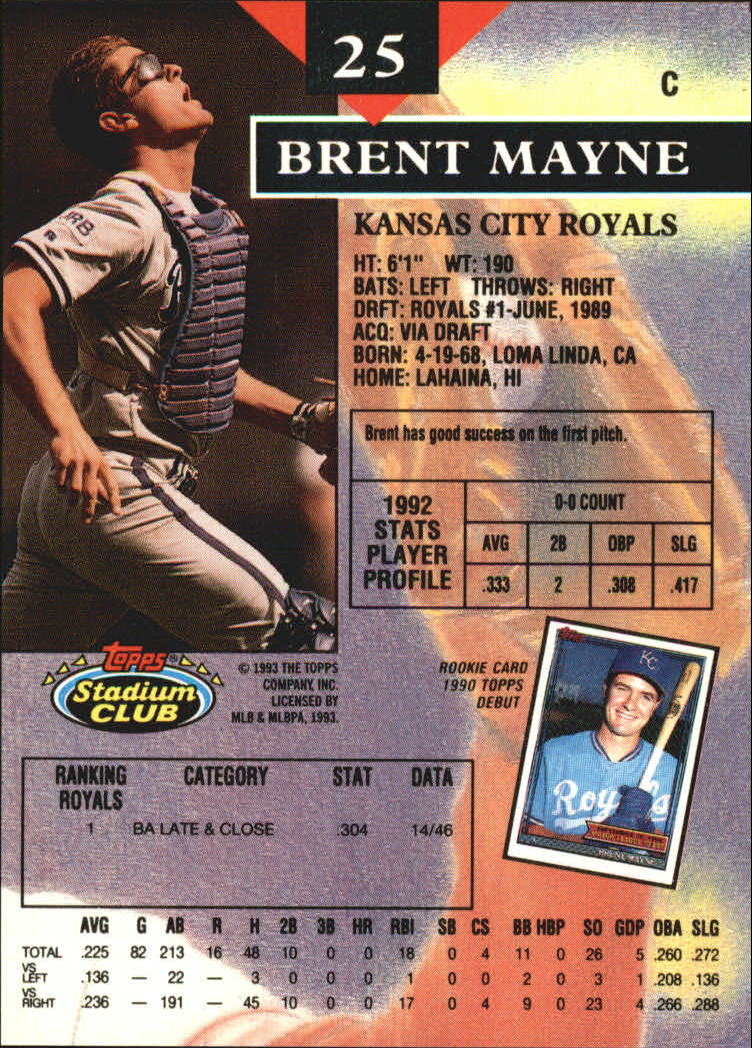 25
C
BRENT MAYNE
KANSAS CITY ROYALS
HT: 6'1" WT: 190
BATS: LEFT THROWS: RIGHT
DRFT: ROYALS #1-JUNE, 1989
ACQ: VIA DRAFT
BORN: 4-19-68, LOMA LINDA, CA
HOME: LAHAINA, HI
Brent has good success on the first pitch.
1992 STATS PLAYER PROFILE
0-0 COUNT
AVG 2B OBP SLG
.333 2 .308 .417
TOPPS®
Stadium
CLUB
© 1993 THE TOPPS
COMPANY, INC.
LICENSED BY
MLB & MLBPA, 1993.
ROOKIE CARD
1990 TOPPS
DEBUT
TOPPS
KC
Royals
BRENT MAYNE
RANKING ROYALS CATEGORY STAT DATA
1 BA LATE & CLOSE .304 14/46
AVG G AB R H 2B 3B HR RBI SB CS BB HBP SO GDP OBA SLG
TOTAL .225 82 213 16 48 10 0 0 18 0 4 11 0 26 5 .260 .272
VS LEFT .136 — 22 — 3 0 0 0 1 0 0 2 0 3 1 .208 .136
VS RIGHT .236 — 191 — 45 10 0 0 17 0 4 9 0 23 4 .266 .288